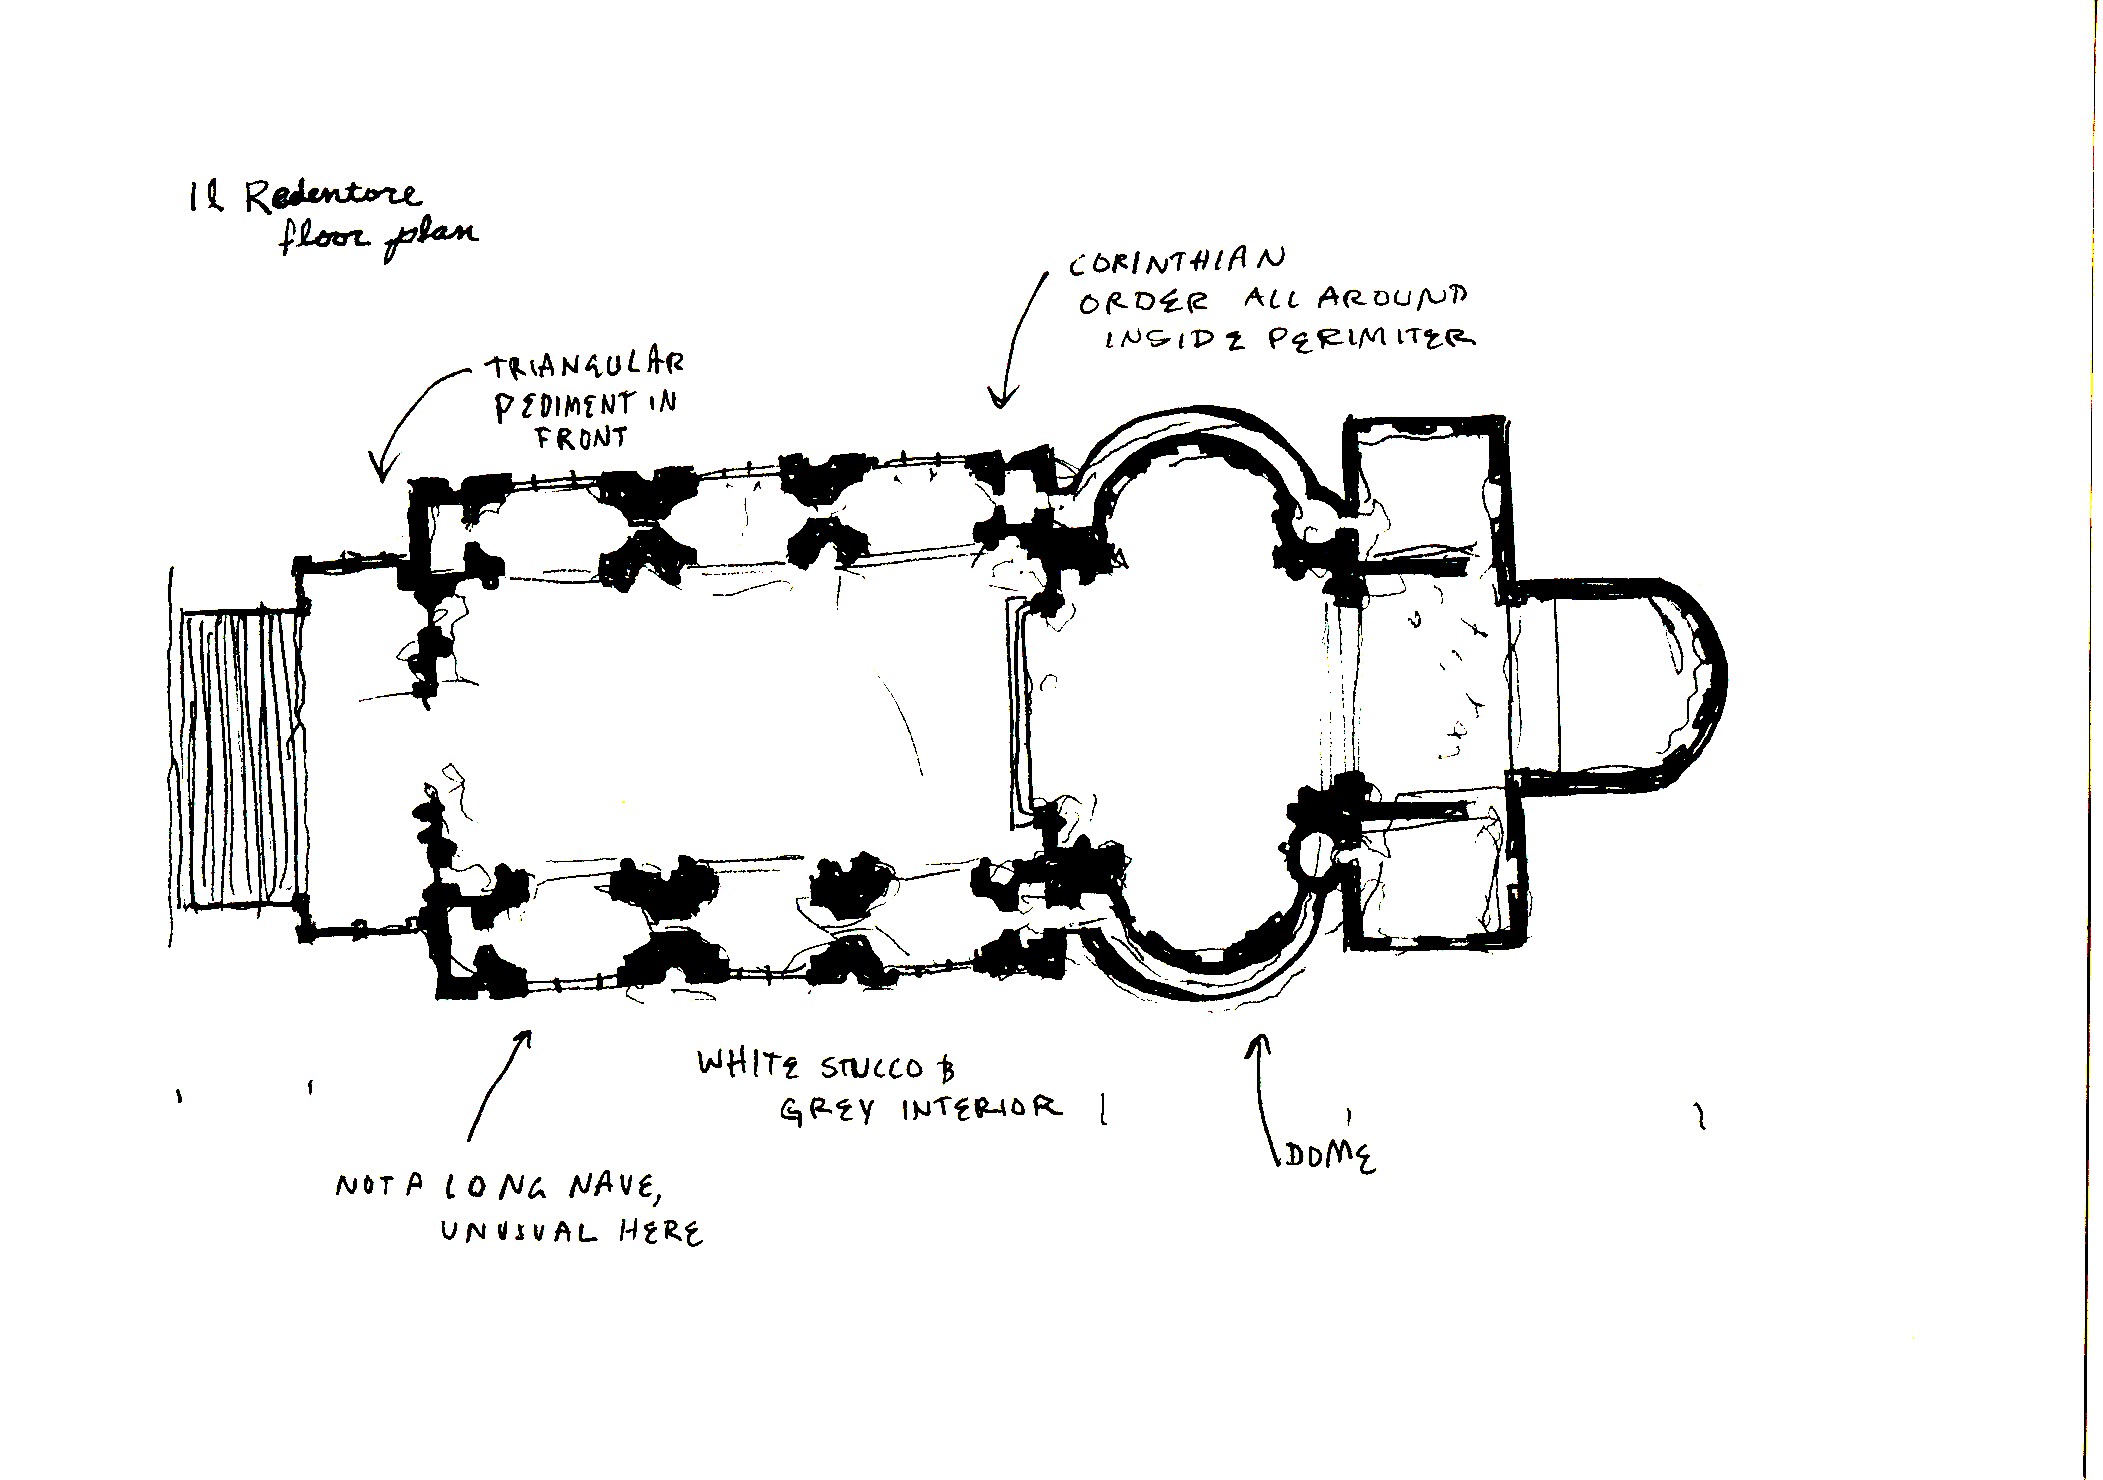 Il Redentore
floor plan
CORINTHIAN
ORDER ALL AROUND
INSIDE PERIMITER
TRIANGULAR
PEDIMENT IN
FRONT
WHITE STUCCO &
GREY INTERIOR
DOME
NOT A LONG NAVE,
UNUSUAL HERE